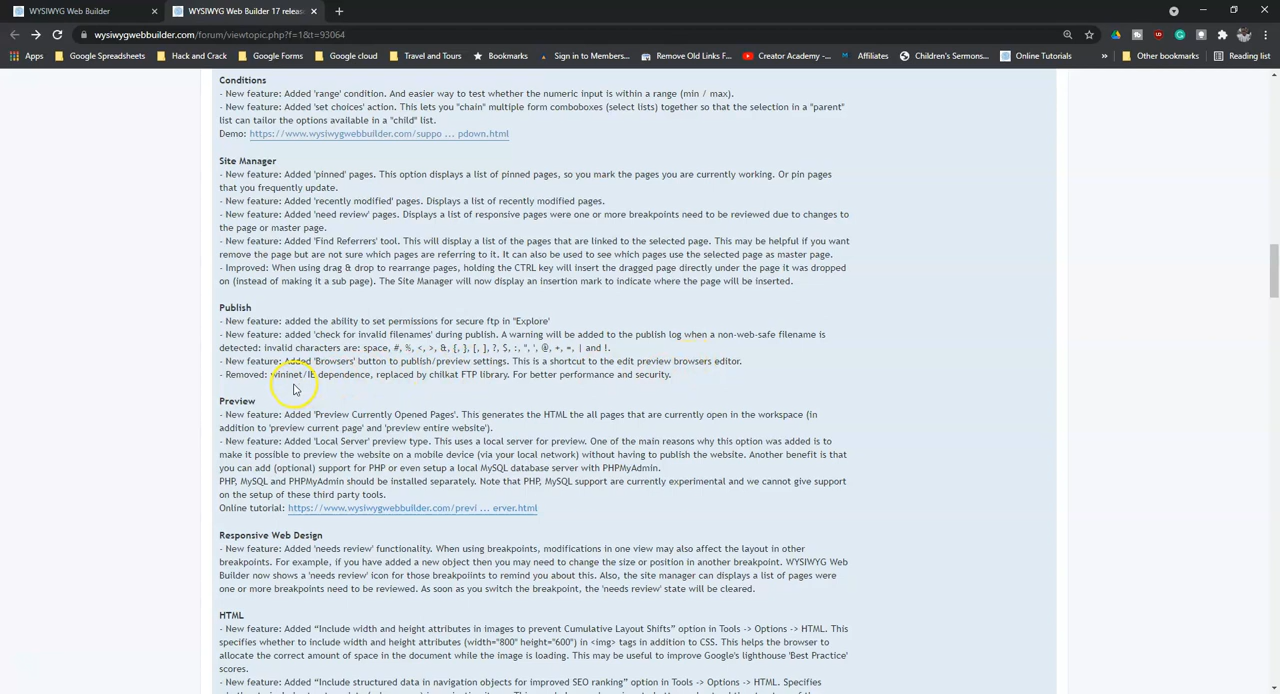 WYSIWYG Web Builder
WYSIWYG Web Builder 17 releas
wysiwygwebbuilder.com/forum/viewtopic.php?f=1&t=93064
Apps
Google Spreadsheets
Hack and Crack
Google Forms
Google cloud
Travel and Tours
Bookmarks
Sign in to Members...
Remove Old Links F...
Creator Academy -...
Affiliates
Children's Sermons...
Online Tutorials
Other bookmarks
Reading list
Conditions
- New feature: Added 'range' condition. And easier way to test whether the numeric input is within a range (min / max).
- New feature: Added 'set choices' action. This lets you "chain" multiple form comboboxes (select lists) together so that the selection in a "parent"
list can tailor the options available in a "child" list.
Demo: https://www.wysiwygwebbuilder.com/suppo ... pdown.html
Site Manager
- New feature: Added 'pinned' pages. This option displays a list of pinned pages, so you mark the pages you are currently working. Or pin pages
that you frequently update.
- New feature: Added 'recently modified' pages. Displays a list of recently modified pages.
- New feature: Added 'need review' pages. Displays a list of responsive pages were one or more breakpoints need to be reviewed due to changes to
the page or master page.
- New feature: Added 'Find Referrers' tool. This will display a list of the pages that are linked to the selected page. This may be helpful if you want
remove the page but are not sure which pages are referring to it. It can also be used to see which pages use the selected page as master page.
- Improved: When using drag & drop to rearrange pages, holding the CTRL key will insert the dragged page directly under the page it was dropped
on (instead of making it a sub page). The Site Manager will now display an insertion mark to indicate where the page will be inserted.
Publish
- New feature: added the ability to set permissions for secure ftp in "Explore"
- New feature: added 'check for invalid filenames' during publish. A warning will be added to the publish log when a non-web-safe filename is
detected: invalid characters are: space, #, %, <, >, &, {, }, [, ], ?, $, :, ", ', @, +, =, | and !.
- New feature: Added 'Browsers' button to publish/preview settings. This is a shortcut to the edit preview browsers editor.
- Removed: wininet/IE dependence, replaced by chilkat FTP library. For better performance and security.
Preview
- New feature: Added 'Preview Currently Opened Pages'. This generates the HTML the all pages that are currently open in the workspace (in
addition to 'preview current page' and 'preview entire website').
- New feature: Added 'Local Server' preview type. This uses a local server for preview. One of the main reasons why this option was added is to
make it possible to preview the website on a mobile device (via your local network) without having to publish the website. Another benefit is that
you can add (optional) support for PHP or even setup a local MySQL database server with PHPMyAdmin.
PHP, MySQL and PHPMyAdmin should be installed separately. Note that PHP, MySQL support are currently experimental and we cannot give support
on the setup of these third party tools.
Online tutorial: https://www.wysiwygwebbuilder.com/previ ... erver.html
Responsive Web Design
- New feature: Added 'needs review' functionality. When using breakpoints, modifications in one view may also affect the layout in other
breakpoints. For example, if you have added a new object then you may need to change the size or position in another breakpoint. WYSIWYG Web
Builder now shows a 'needs review' icon for those breakpoiints to remind you about this. Also, the site manager can displays a list of pages were
one or more breakpoints need to be reviewed. As soon as you switch the breakpoint, the 'needs review' state will be cleared.
HTML
- New feature: Added “Include width and height attributes in images to prevent Cumulative Layout Shifts” option in Tools -> Options -> HTML. This
specifies whether to include width and height attributes (width="800" height="600") in <img> tags in addition to CSS. This helps the browser to
allocate the correct amount of space in the document while the image is loading. This may be useful to improve Google's lighthouse 'Best Practice'
scores.
- New feature: Added “Include structured data in navigation objects for improved SEO ranking” option in Tools -> Options -> HTML. Specifies